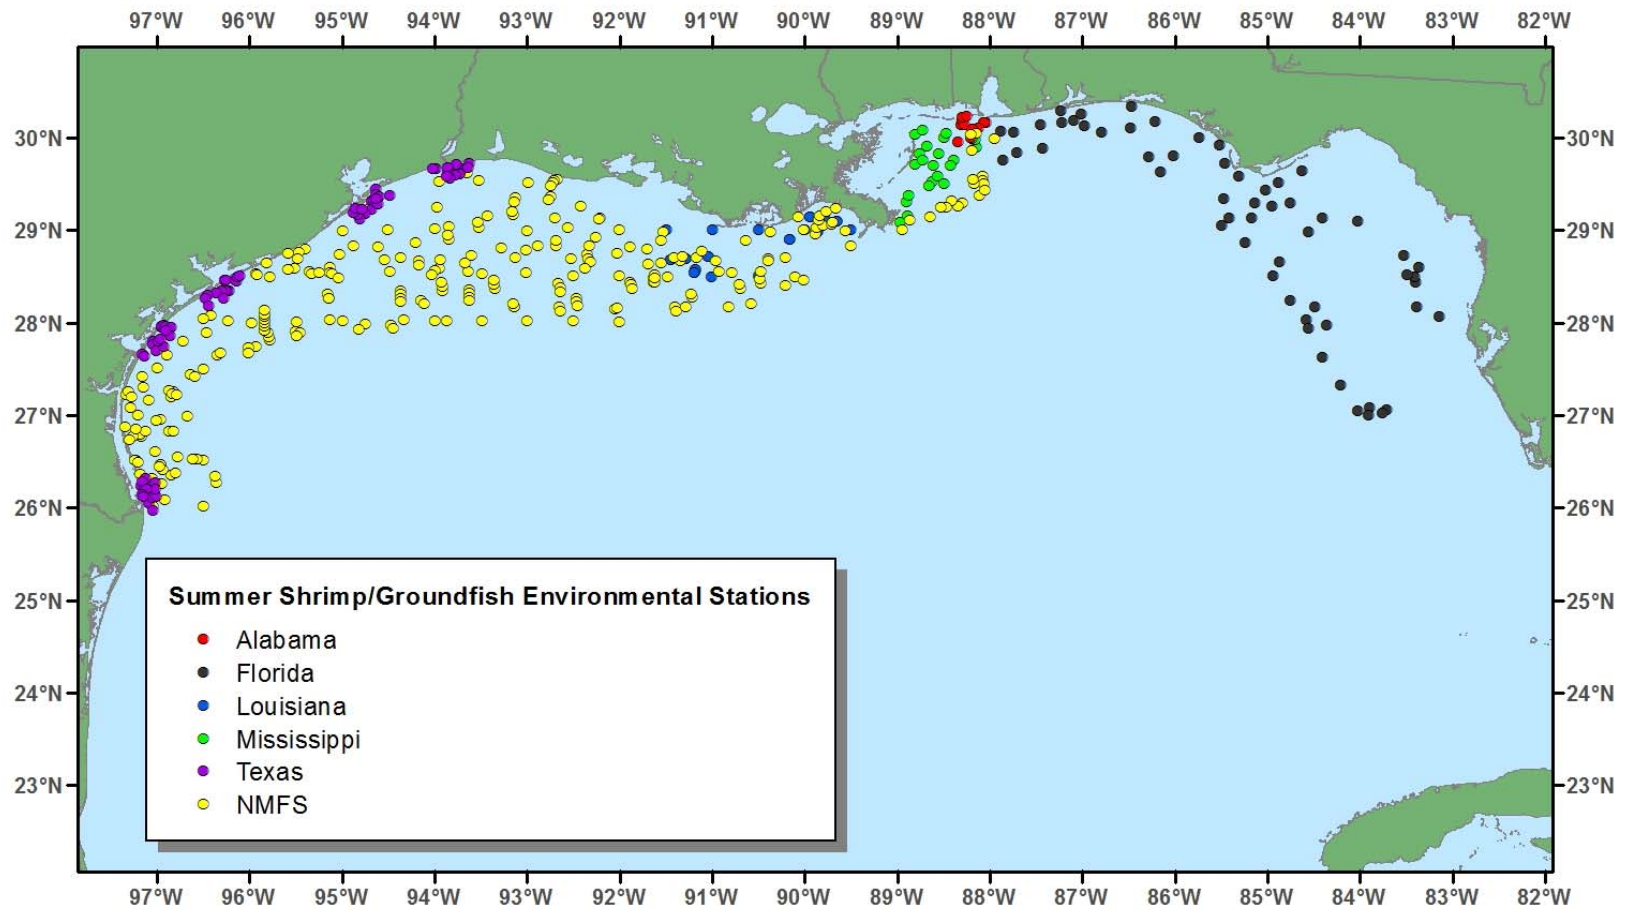 97°W 96°W 95°W 94°W 93°W 92°W 91°W 90°W 89°W 88°W 87°W 86°W 85°W 84°W 83°W 82°W
30°N 30°N
29°N 29°N
28°N 28°N
27°N 27°N
26°N 26°N
25°N 25°N
24°N 24°N
23°N 23°N
Summer Shrimp/Groundfish Environmental Stations
Alabama
Florida
Louisiana
Mississippi
Texas
NMFS
97°W 96°W 95°W 94°W 93°W 92°W 91°W 90°W 89°W 88°W 87°W 86°W 85°W 84°W 83°W 82°W